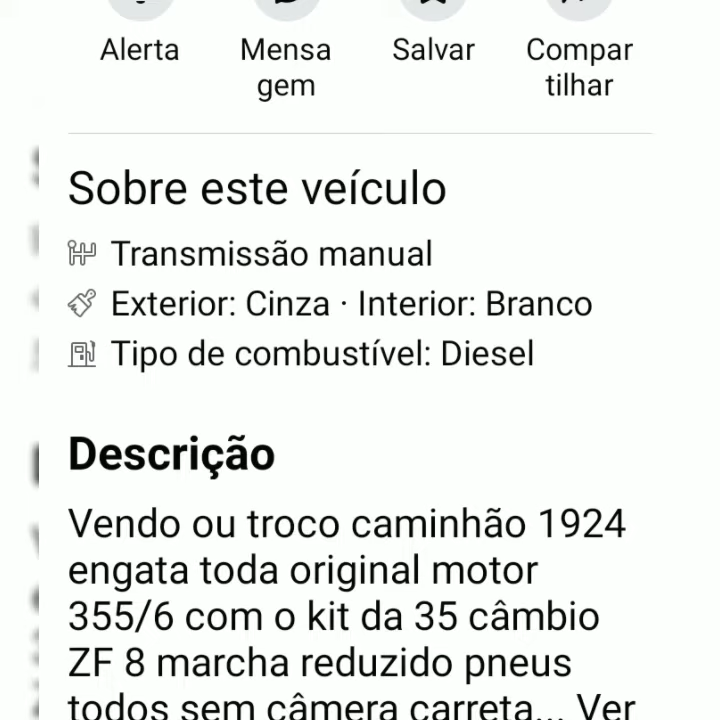 Alerta
Mensa
gem
Salvar
Compar
tilhar
Sobre este veículo
Transmissão manual
Exterior: Cinza · Interior: Branco
Tipo de combustível: Diesel
Descrição
Vendo ou troco caminhão 1924
engata toda original motor
355/6 com o kit da 35 câmbio
ZF 8 marcha reduzido pneus
todos sem câmera carreta... Ver